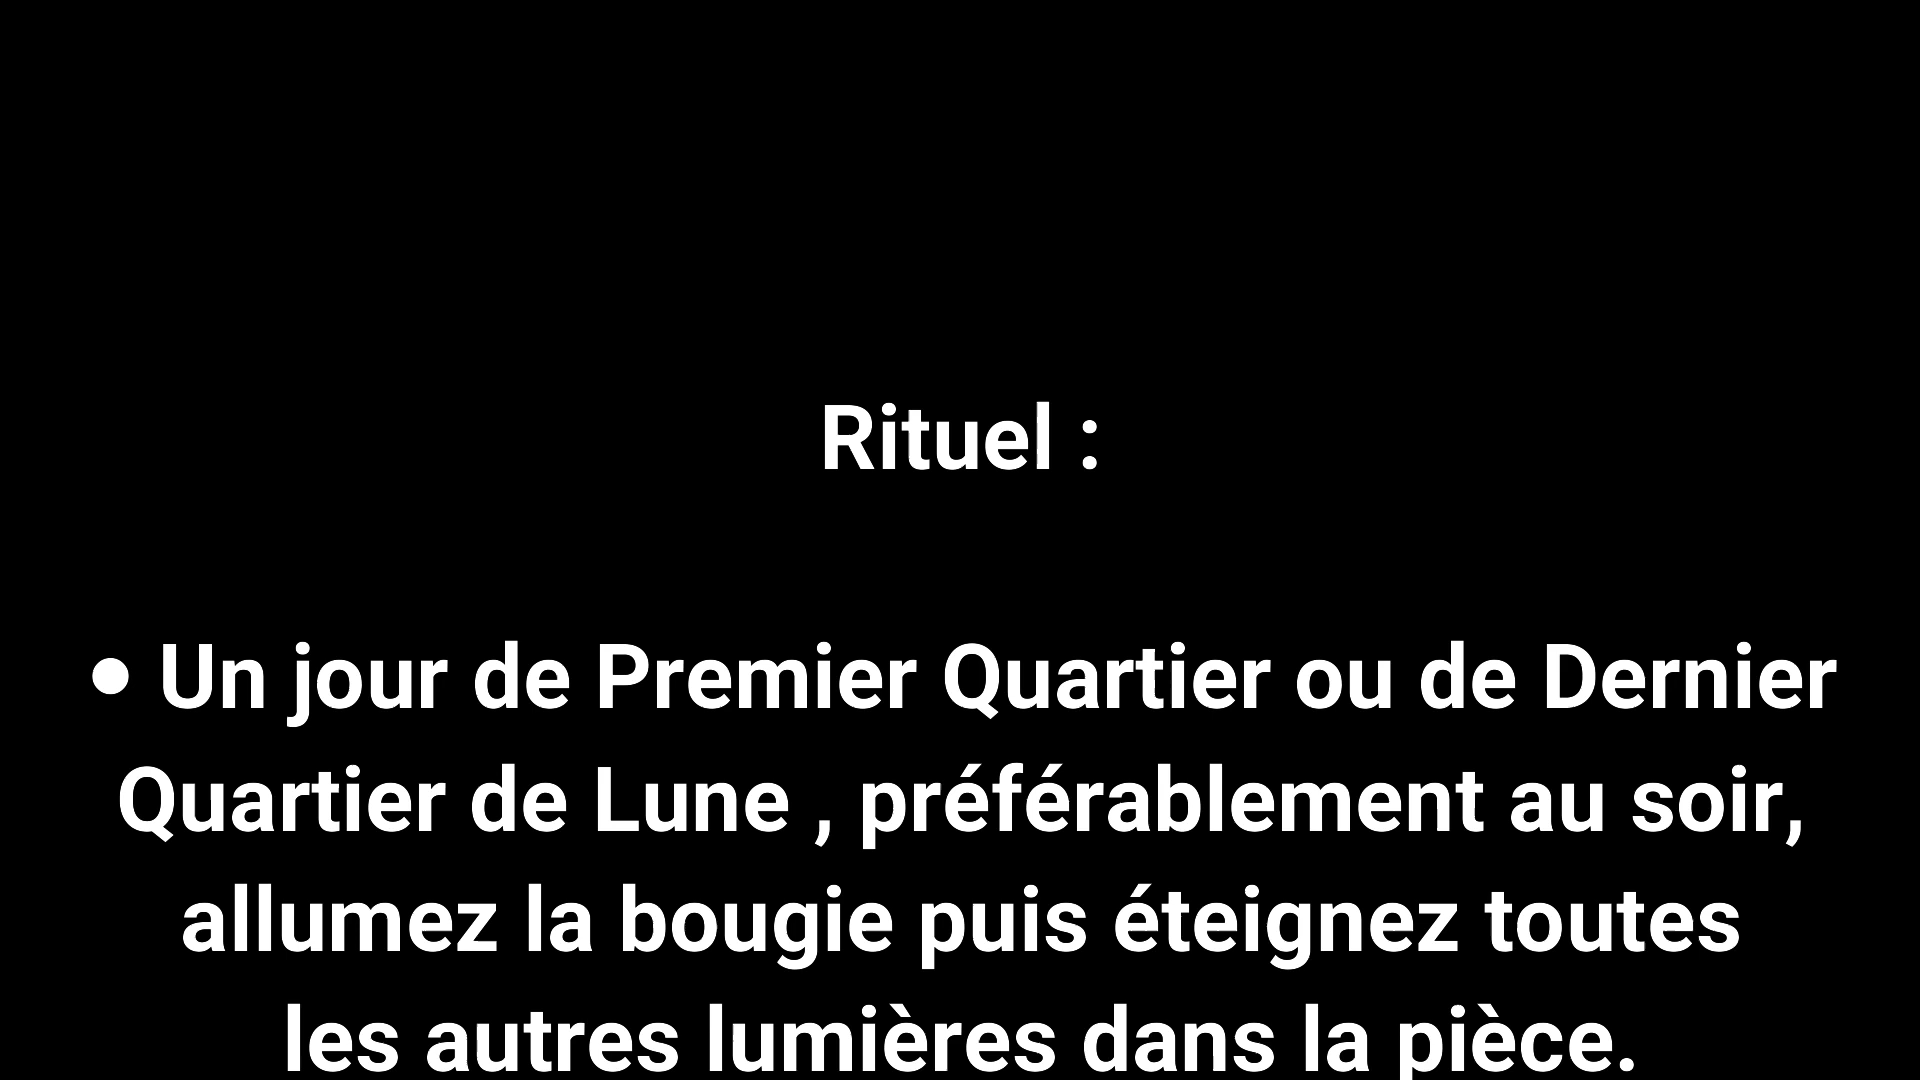 Rituel :
• Un jour de Premier Quartier ou de Dernier
Quartier de Lune , préférablement au soir,
allumez la bougie puis éteignez toutes
les autres lumières dans la pièce.